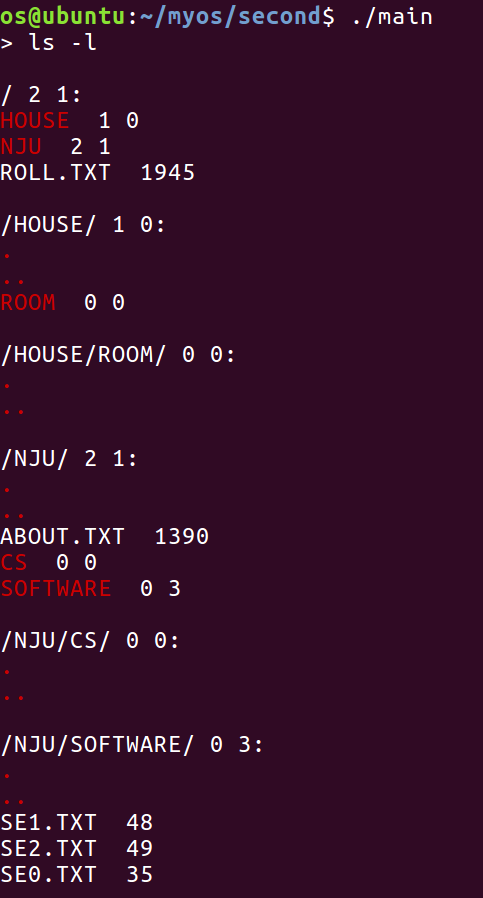 os@ubuntu:~/myos/second$ ./main
> ls -l
/ 2 1:
HOUSE  1 0
NJU  2 1
ROLL.TXT  1945
/HOUSE/ 1 0:
.
..
ROOM  0 0
/HOUSE/ROOM/ 0 0:
.
..
/NJU/ 2 1:
.
..
ABOUT.TXT  1390
CS  0 0
SOFTWARE  0 3
/NJU/CS/ 0 0:
.
..
/NJU/SOFTWARE/ 0 3:
.
..
SE1.TXT  48
SE2.TXT  49
SE0.TXT  35